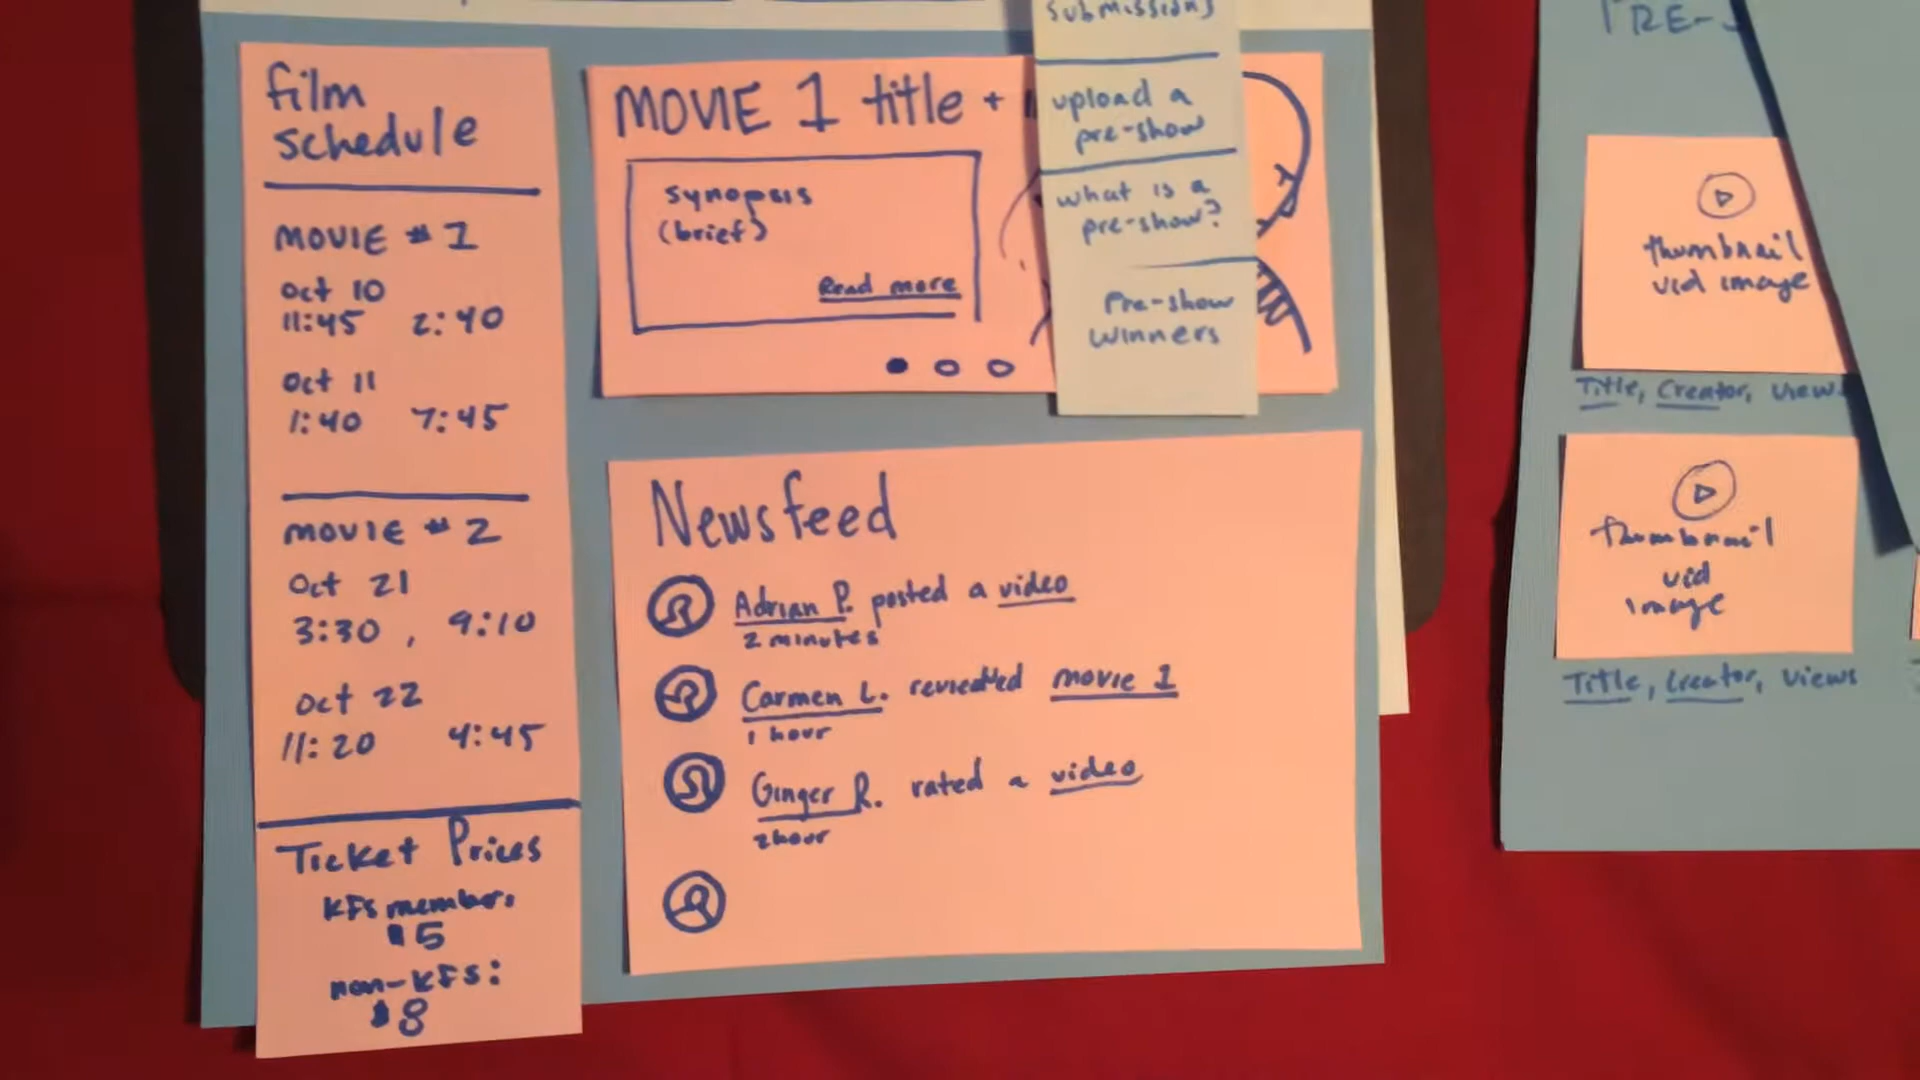 film
schedule
MOVIE # 1
Oct 10
11:45 2:40
Oct 11
1:40 7:45
MOVIE # 2
Oct 21
3:30 , 9:10
Oct 22
11:20 4:45
Ticket Prices
KFS members
$5
non-KFS:
$8
MOVIE 1 title +
synopsis
(brief)
Read more
submissions
upload a
pre-show
what is a
pre-show?
Pre-show
winners
Newsfeed
Adrian P. posted a video
2 minutes
Carmen L. reviewed movie 1
1 hour
Ginger R. rated a video
2 hour
PRE-S
thumbnail
vid image
Title, Creator, views
thumbnail
vid
image
Title, Creator, views